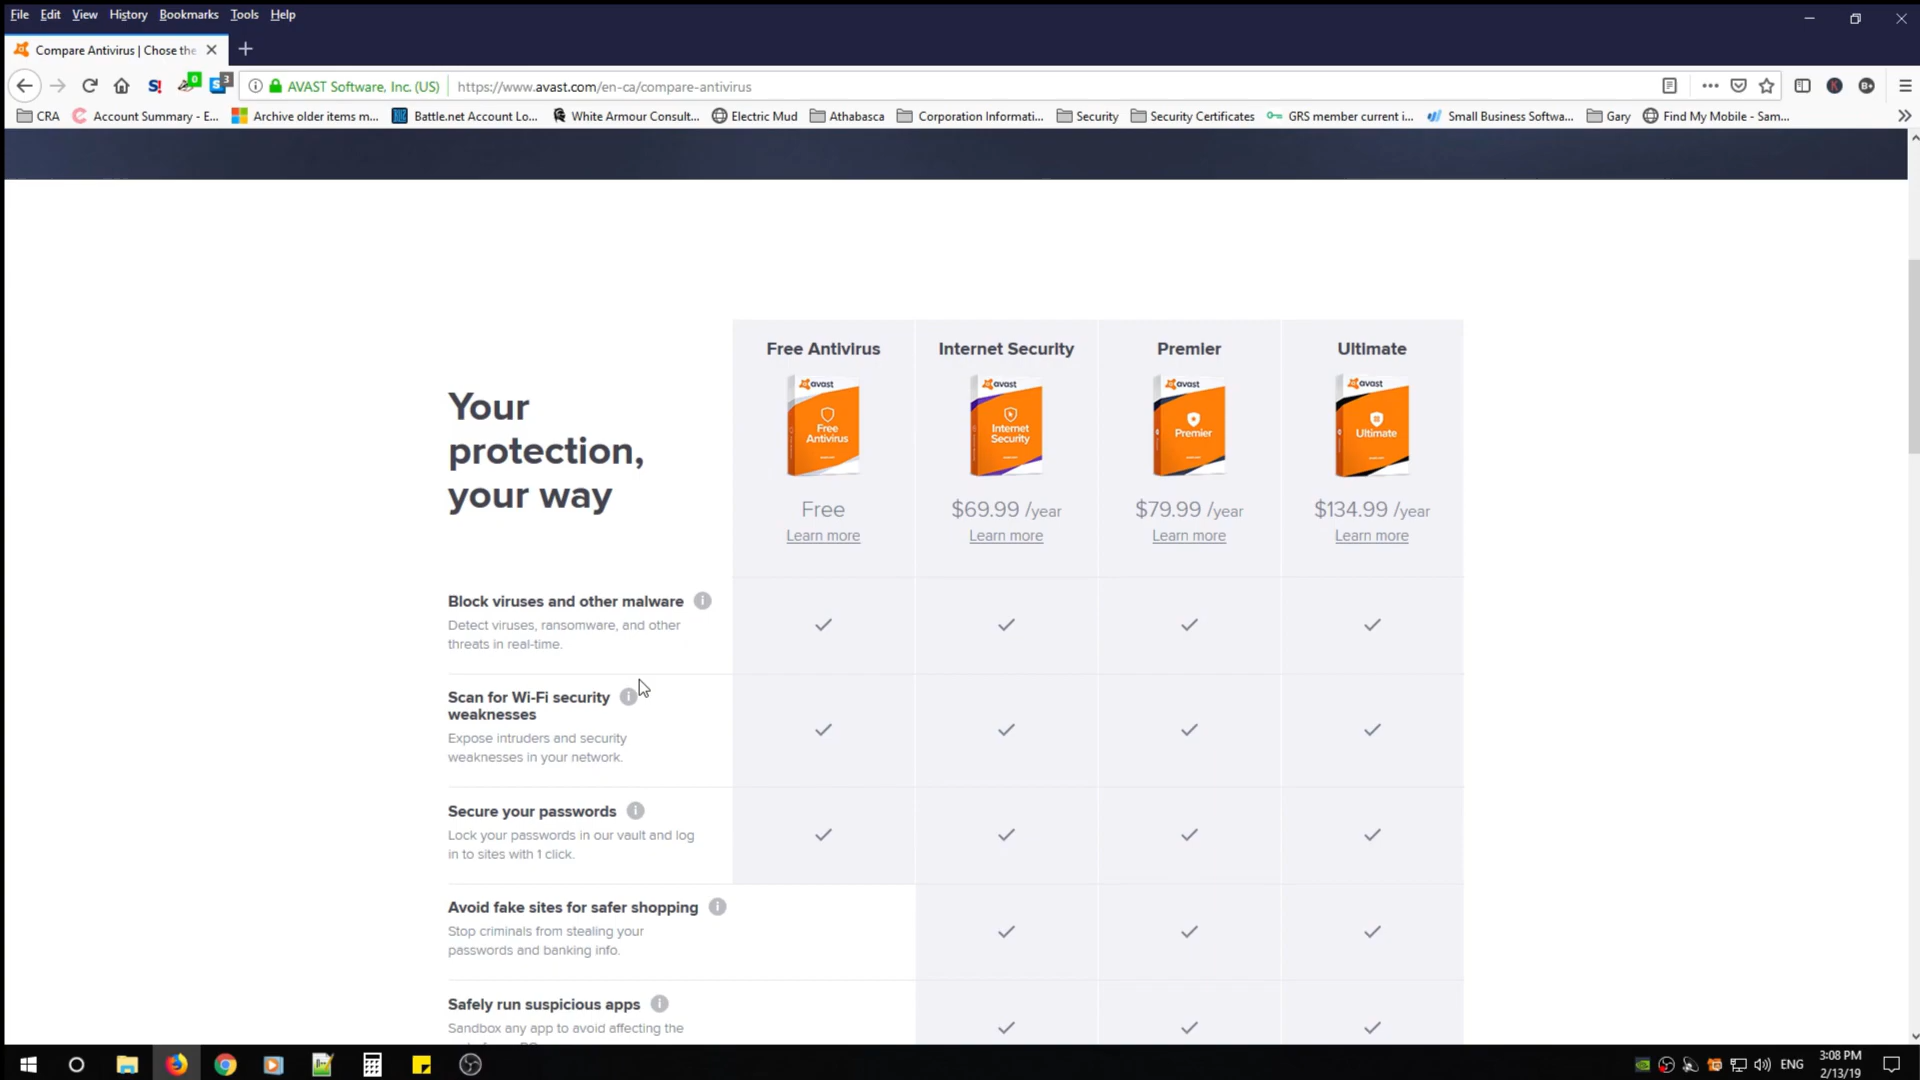 File Edit View History Bookmarks Tools Help
Compare Antivirus | Chose the
S! 0 S 3 AVAST Software, Inc. (US) https://www.avast.com/en-ca/compare-antivirus
CRA Account Summary - E... Archive older items m... Battle.net Account Lo... White Armour Consult... Electric Mud Athabasca Corporation Informati... Security Security Certificates GRS member current i... Small Business Softwa... Gary Find My Mobile - Sam...
Free Antivirus Internet Security Premier Ultimate
avast avast avast avast
Free Antivirus Internet Security Premier Ultimate
Your
protection,
your way
Free $69.99 /year $79.99 /year $134.99 /year
Learn more Learn more Learn more Learn more
Block viruses and other malware
Detect viruses, ransomware, and other
threats in real-time.
Scan for Wi-Fi security
weaknesses
Expose intruders and security
weaknesses in your network.
Secure your passwords
Lock your passwords in our vault and log
in to sites with 1 click.
Avoid fake sites for safer shopping
Stop criminals from stealing your
passwords and banking info.
Safely run suspicious apps
Sandbox any app to avoid affecting the
ENG 3:08 PM
2/13/19